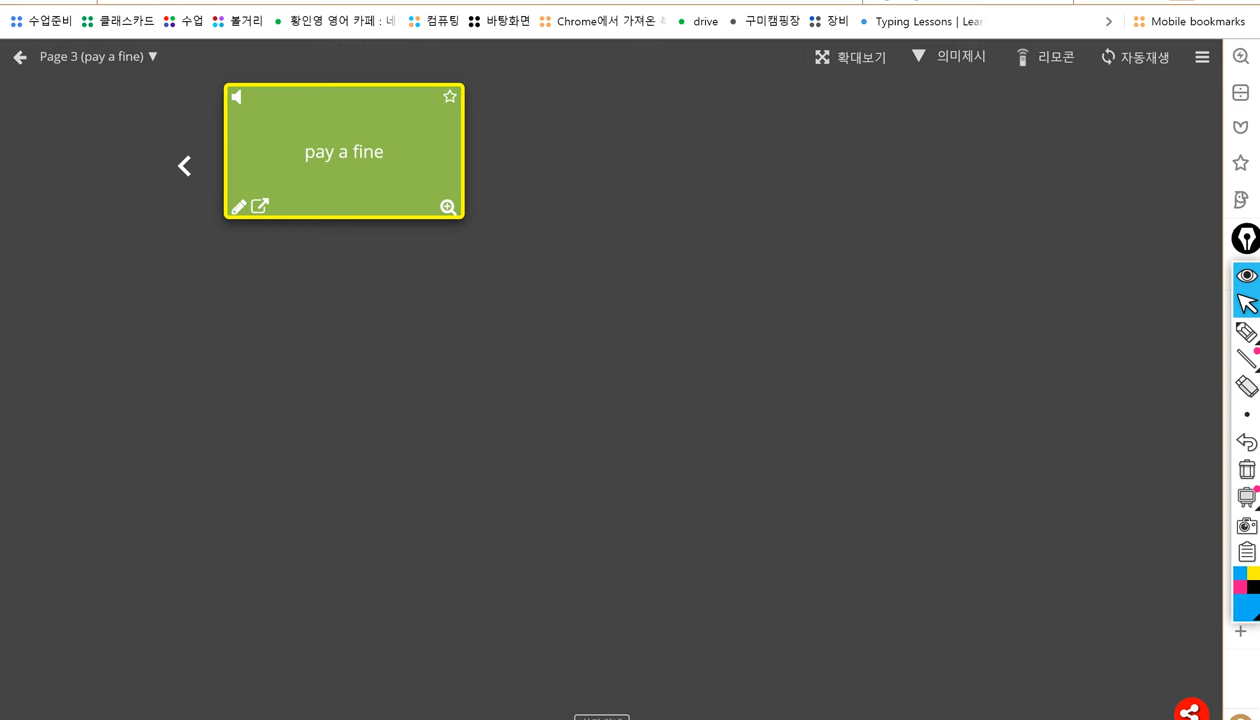 수업준비 클래스카드 수업 볼거리 황인영 영어 카페 : 네 컴퓨팅 바탕화면 Chrome에서 가져온 drive 구미캠핑장 장비 Typing Lessons | Lear Mobile bookmarks
Page 3 (pay a fine) ▼ 확대보기 ▼ 의미제시 리모콘 자동재생
pay a fine